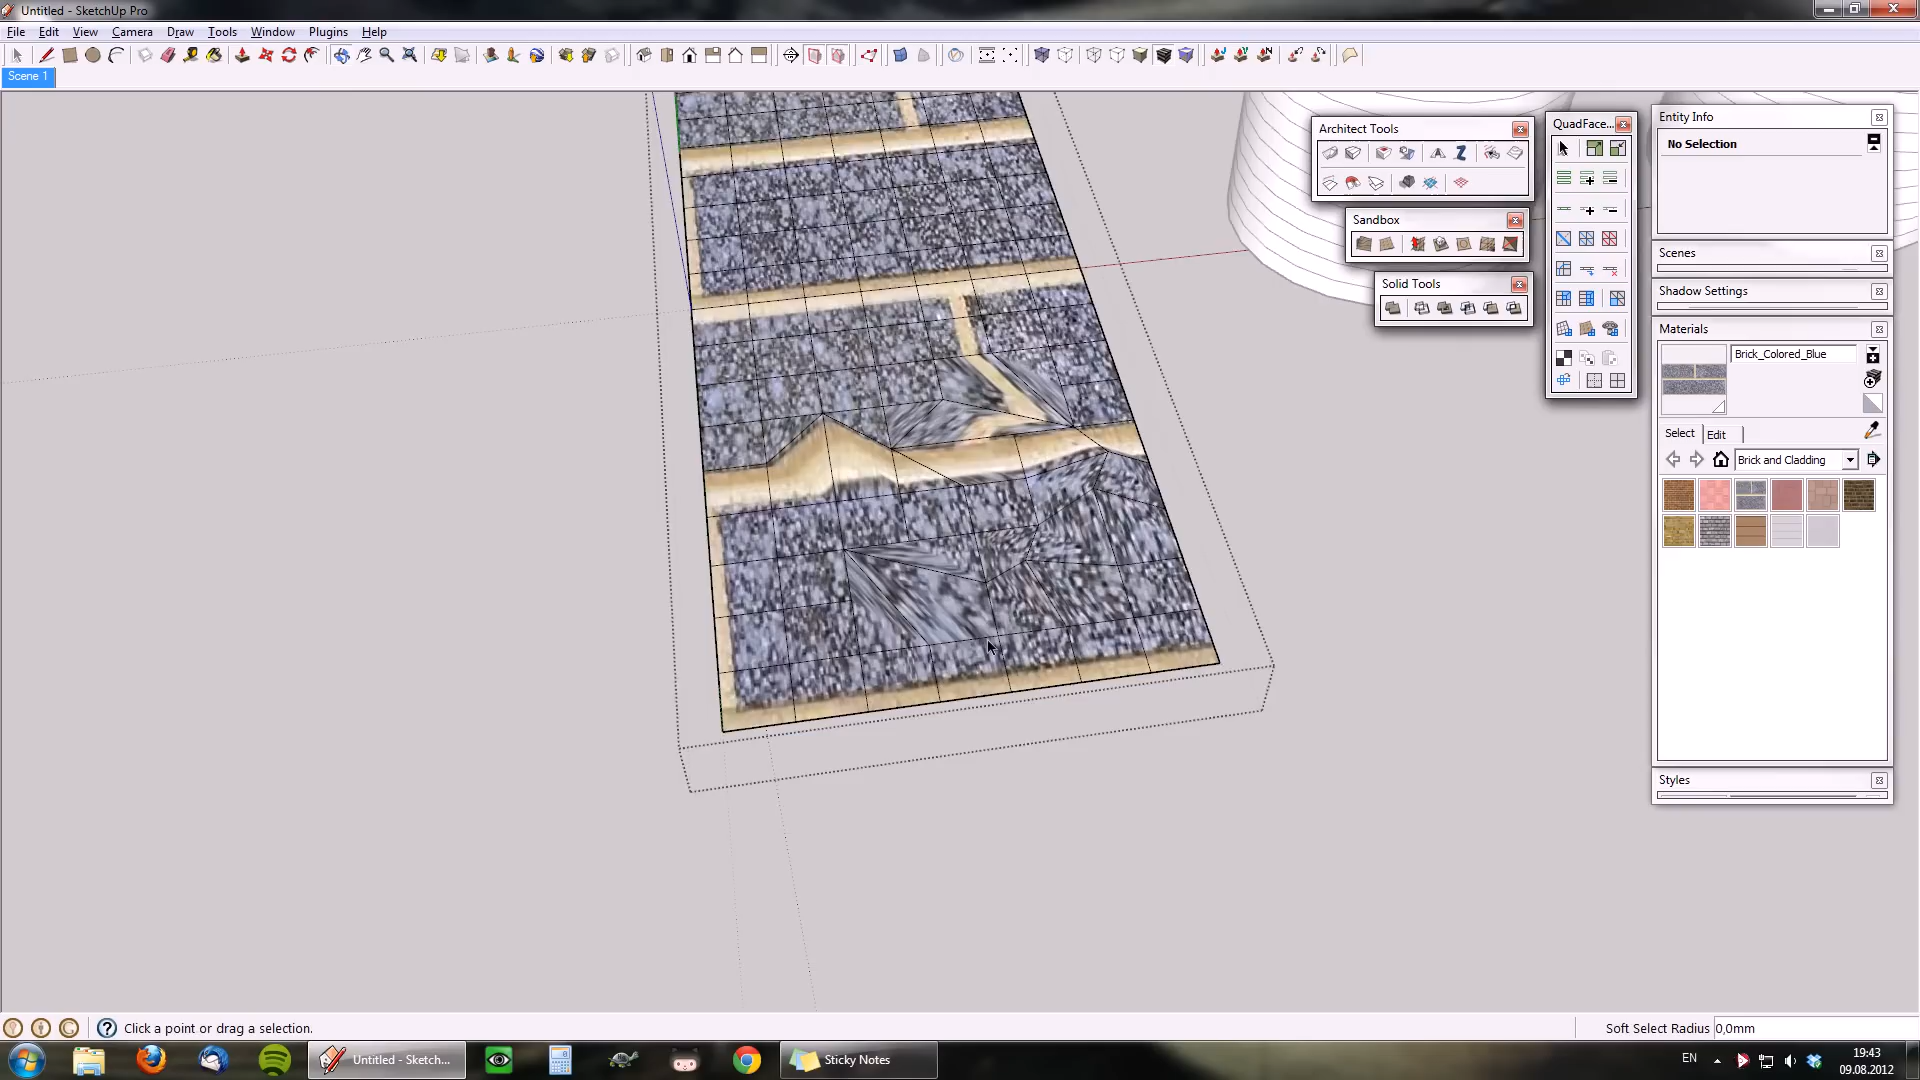 Untitled - SketchUp Pro
File Edit View Camera Draw Tools Window Plugins Help
Scene 1
Entity Info
No Selection
Scenes
Shadow Settings
Materials
Brick_Colored_Blue
Select Edit
Brick and Cladding
Styles
QuadFace...
Architect Tools
Sandbox
Solid Tools
Click a point or drag a selection.
Soft Select Radius 0,0mm
Untitled - Sketch...
Sticky Notes
EN
19:43
09.08.2012